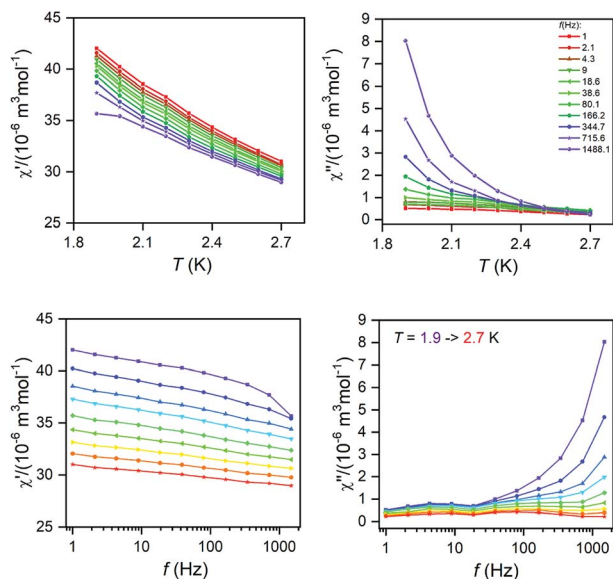 χ'/(10⁻⁶ m³mol⁻¹)
45
40
35
30
25
1.8 2.1 2.4 2.7
T (K)
χ''/(10⁻⁶ m³mol⁻¹)
9
8
7
6
5
4
3
2
1
0
1.8 2.1 2.4 2.7
T (K)
f(Hz):
1
2.1
4.3
9
18.6
38.6
80.1
166.2
344.7
715.6
1488.1
χ'/(10⁻⁶ m³mol⁻¹)
45
40
35
30
25
1 10 100 1000
f (Hz)
χ''/(10⁻⁶ m³mol⁻¹)
9
8
7
6
5
4
3
2
1
0
1 10 100 1000
f (Hz)
T = 1.9 -> 2.7 K